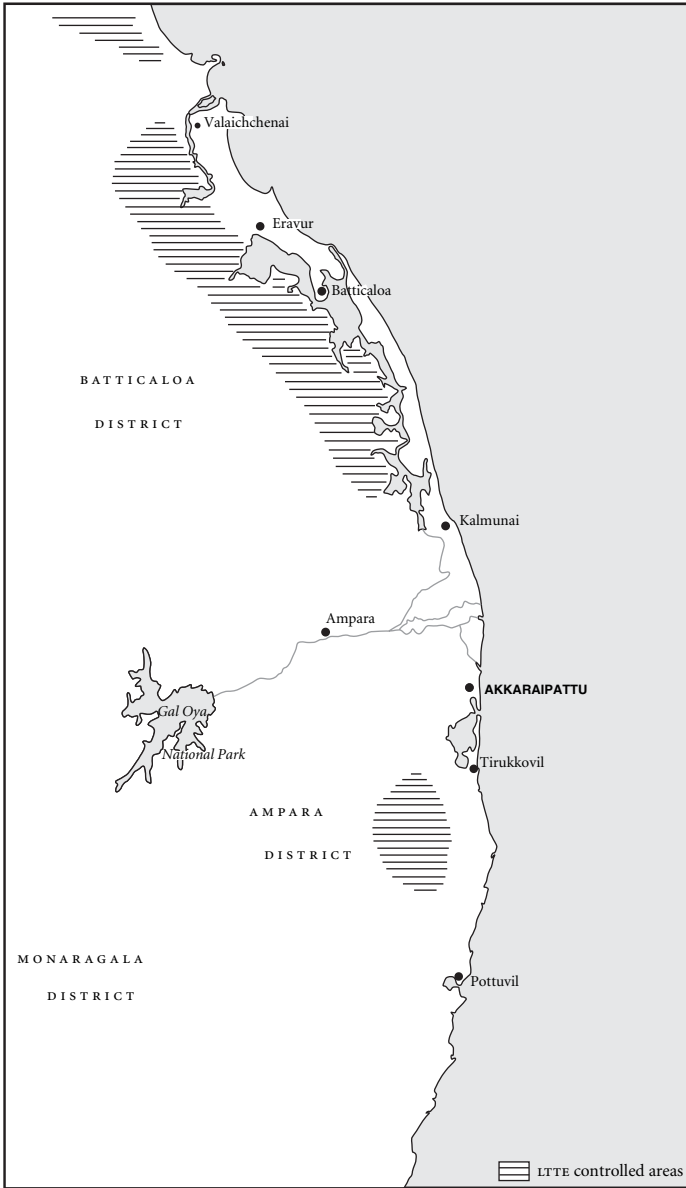 Valaichchenai
Eravur
Batticaloa
BATTICALOA
DISTRICT
Kalmunai
Ampara
AKKARAIPATTU
Gal Oya
National Park
Tirukkovil
AMPARA
DISTRICT
MONARAGALA
DISTRICT
Pottuvil
LTTE controlled areas